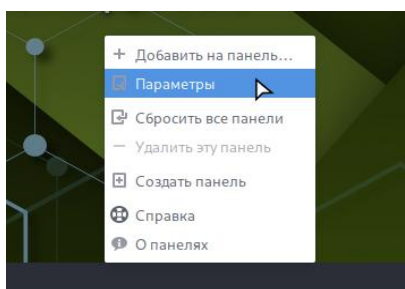 Добавить на панель...
Параметры
Сбросить все панели
Удалить эту панель
Создать панель
Справка
О панелях